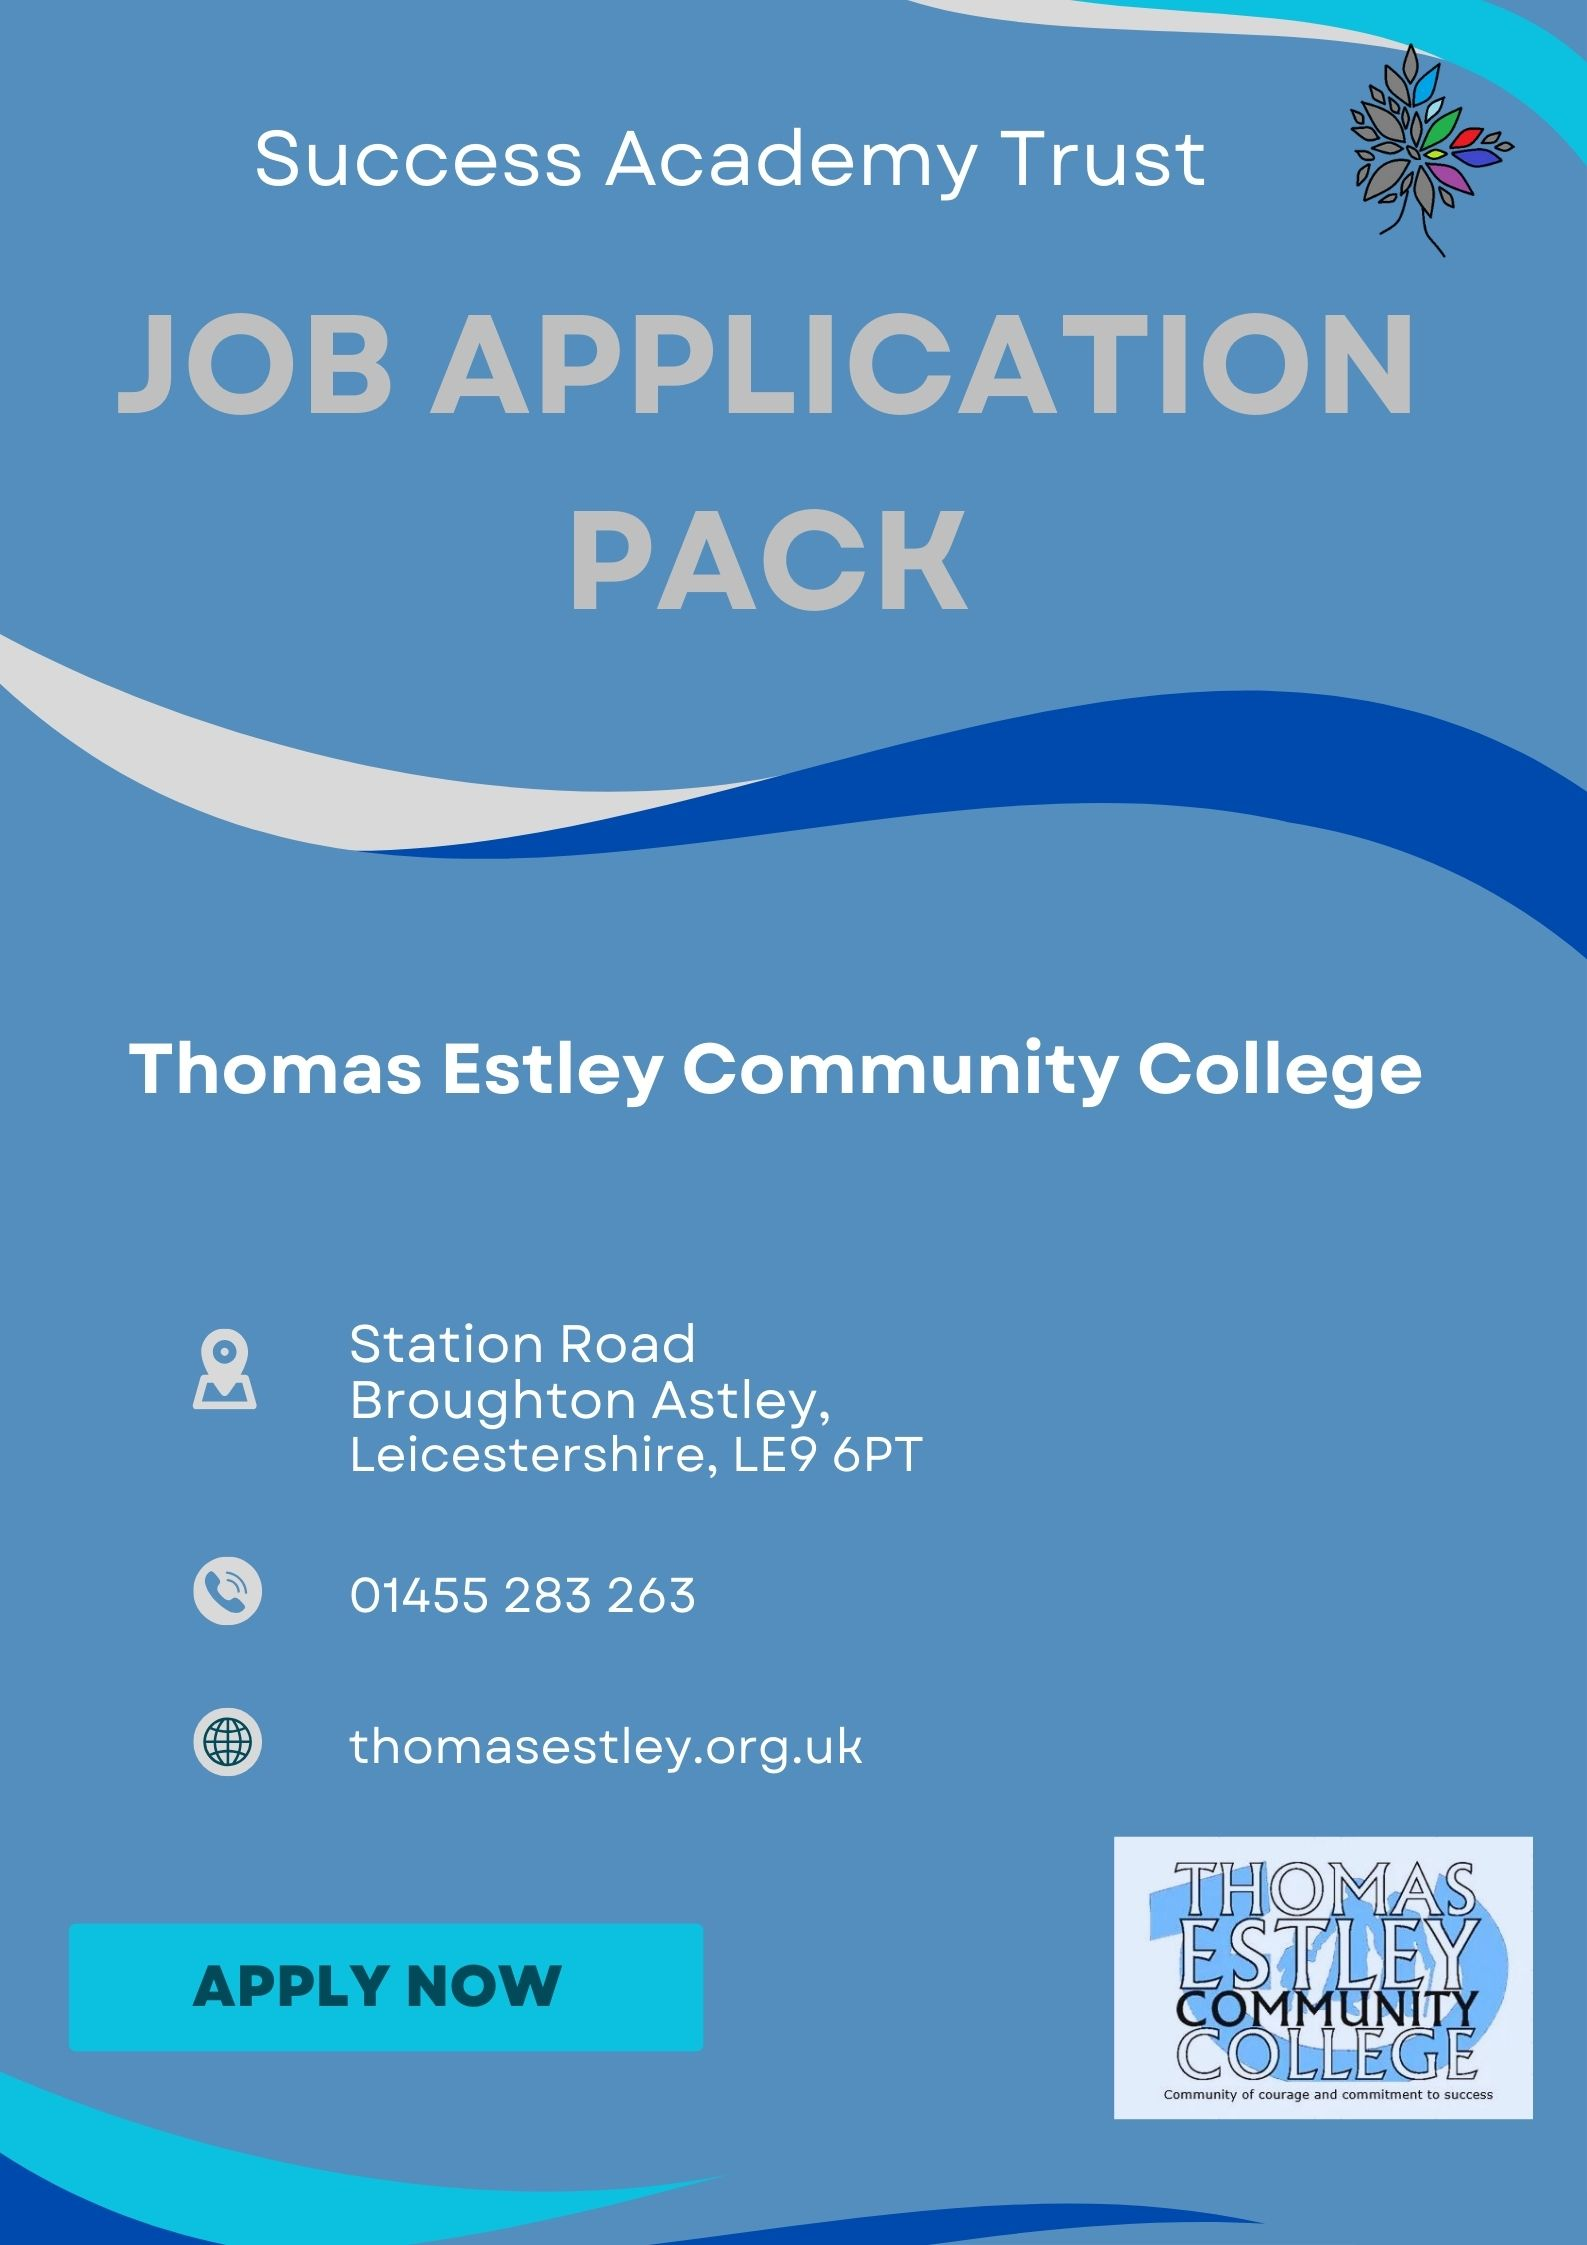 Success Academy Trust
JOB APPLICATION
PACK
Thomas Estley Community College
Station Road
Broughton Astley,
Leicestershire, LE9 6PT
01455 283 263
thomasestley.org.uk
APPLY NOW
THOMAS
ESTLEY
COMMUNITY
COLLEGE
Community of courage and commitment to success